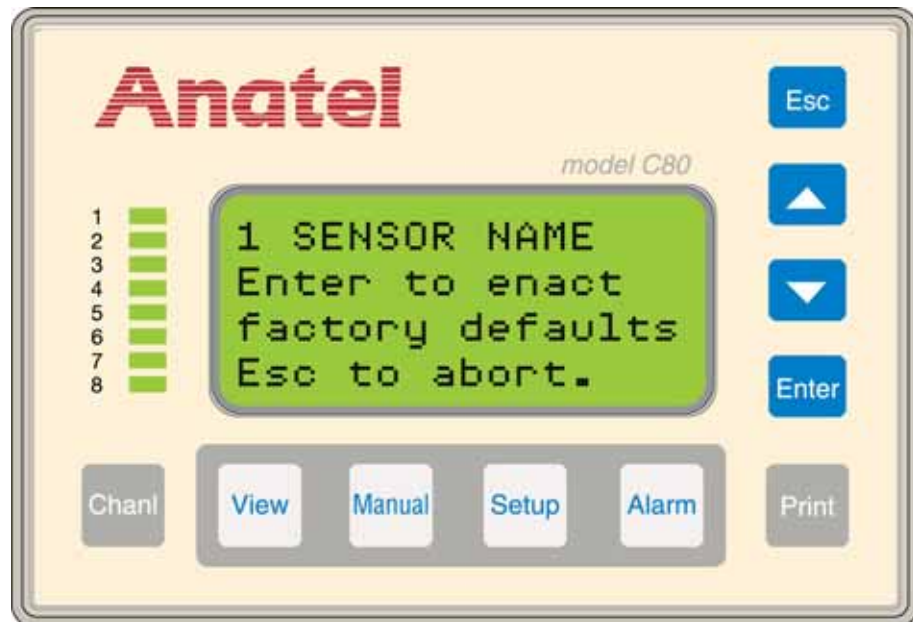 Anatel
Esc
model C80
1
2
3
4
5
6
7
8
1 SENSOR NAME
Enter to enact
factory defaults
Esc to abort.
Enter
Chanl
View
Manual
Setup
Alarm
Print